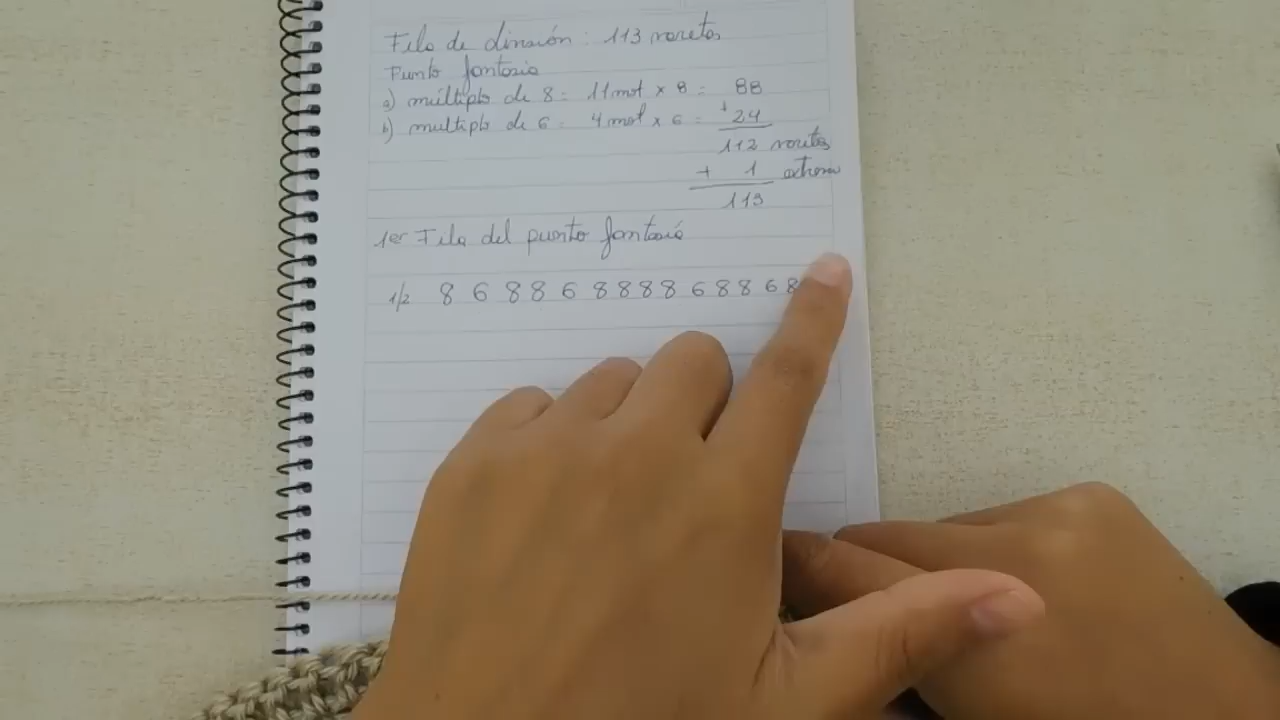 Fila de división: 113 varetas
Punto fantasía
a) múltiplo de 8 = 11 mot x 8 = 88
b) multiplo de 6 = 4 mot x 6 = + 24
112 varetas
+ 1 extremo
113
1er Fila del punto fantasía
1/2 8 6 8 8 6 8 8 8 8 6 8 8 6 8